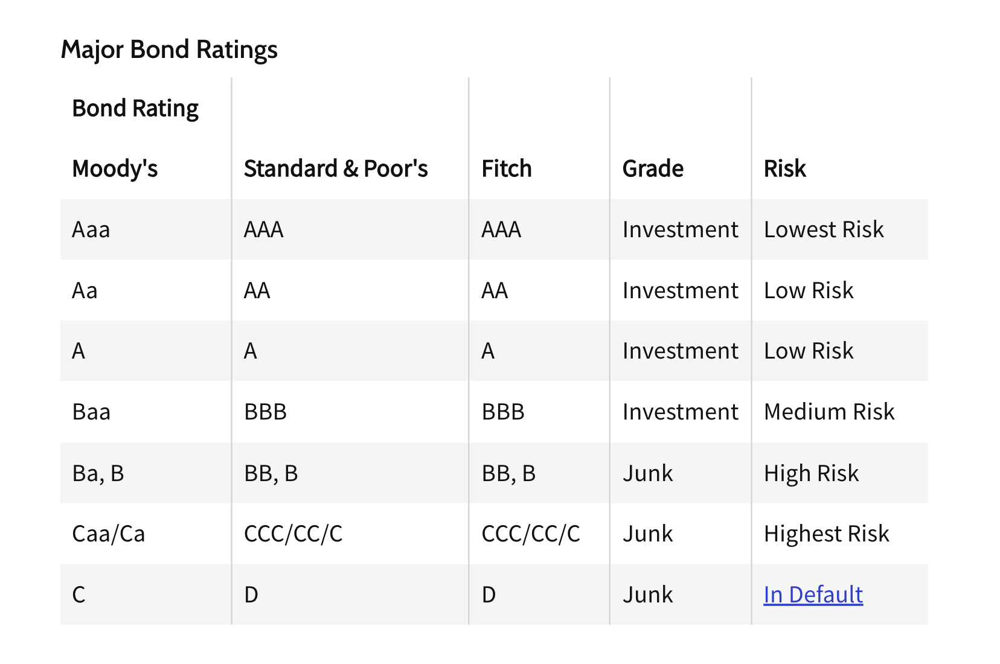 Major Bond Ratings
Bond Rating
Moody's Standard & Poor's Fitch Grade Risk
Aaa AAA AAA Investment Lowest Risk
Aa AA AA Investment Low Risk
A A A Investment Low Risk
Baa BBB BBB Investment Medium Risk
Ba, B BB, B BB, B Junk High Risk
Caa/Ca CCC/CC/C CCC/CC/C Junk Highest Risk
C D D Junk In Default